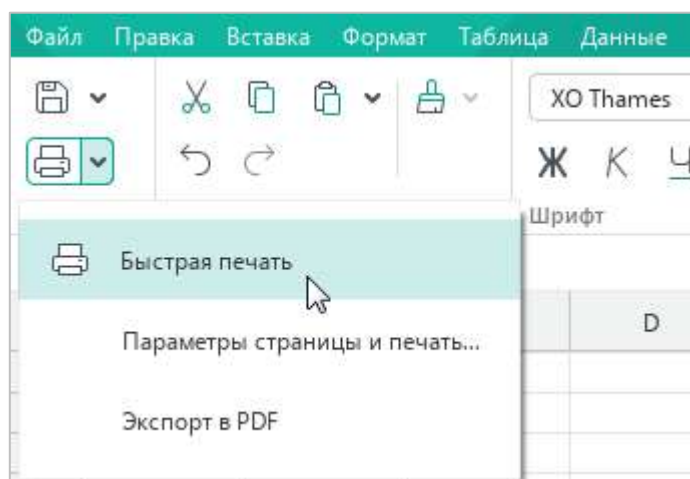 Файл Правка Вставка Формат Таблица Данные
XO Thames
Ж К Ч
Шрифт
Быстрая печать
D
Параметры страницы и печать...
Экспорт в PDF